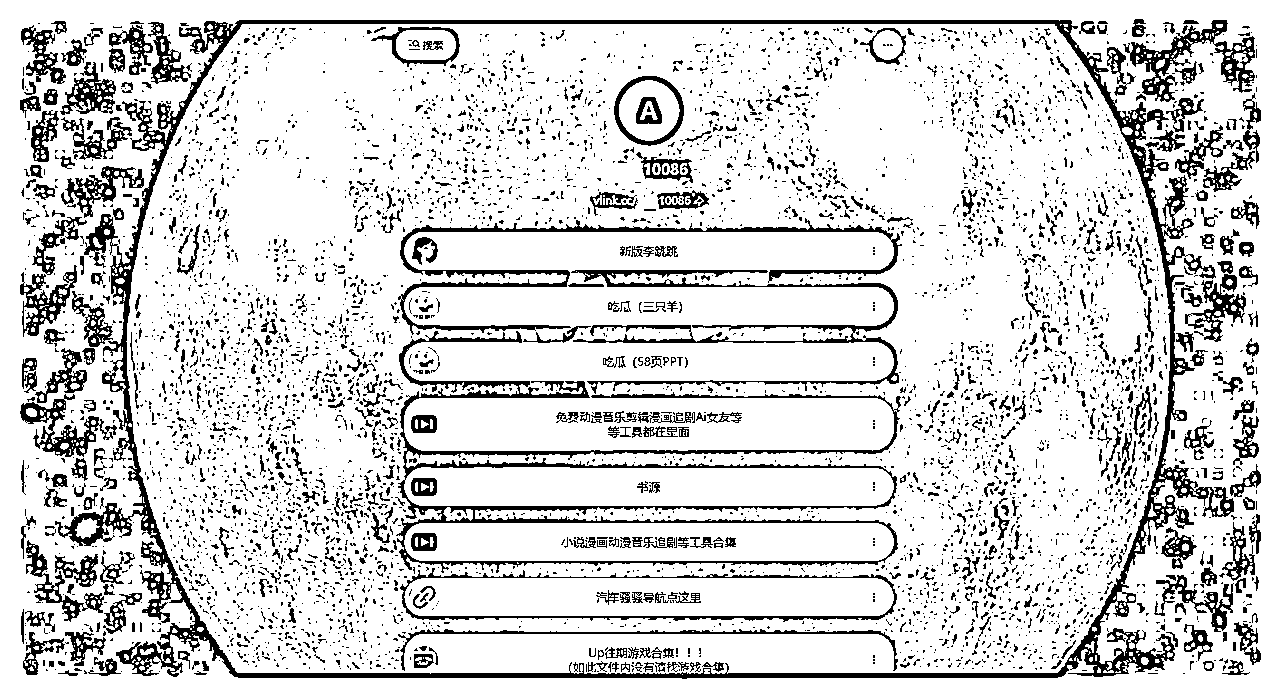 搜索
A
10086
vlink.cc/__10086
新版李跳跳
吃瓜（三只羊）
吃瓜（58页PPT）
免费动漫音乐剪辑漫画追剧Ai女友等
等工具都在里面
书源
小说漫画动漫音乐追剧等工具合集
汽车骚骚导航点这里
Up往期游戏合集！！！
(如此文件内没有请找游戏合集)